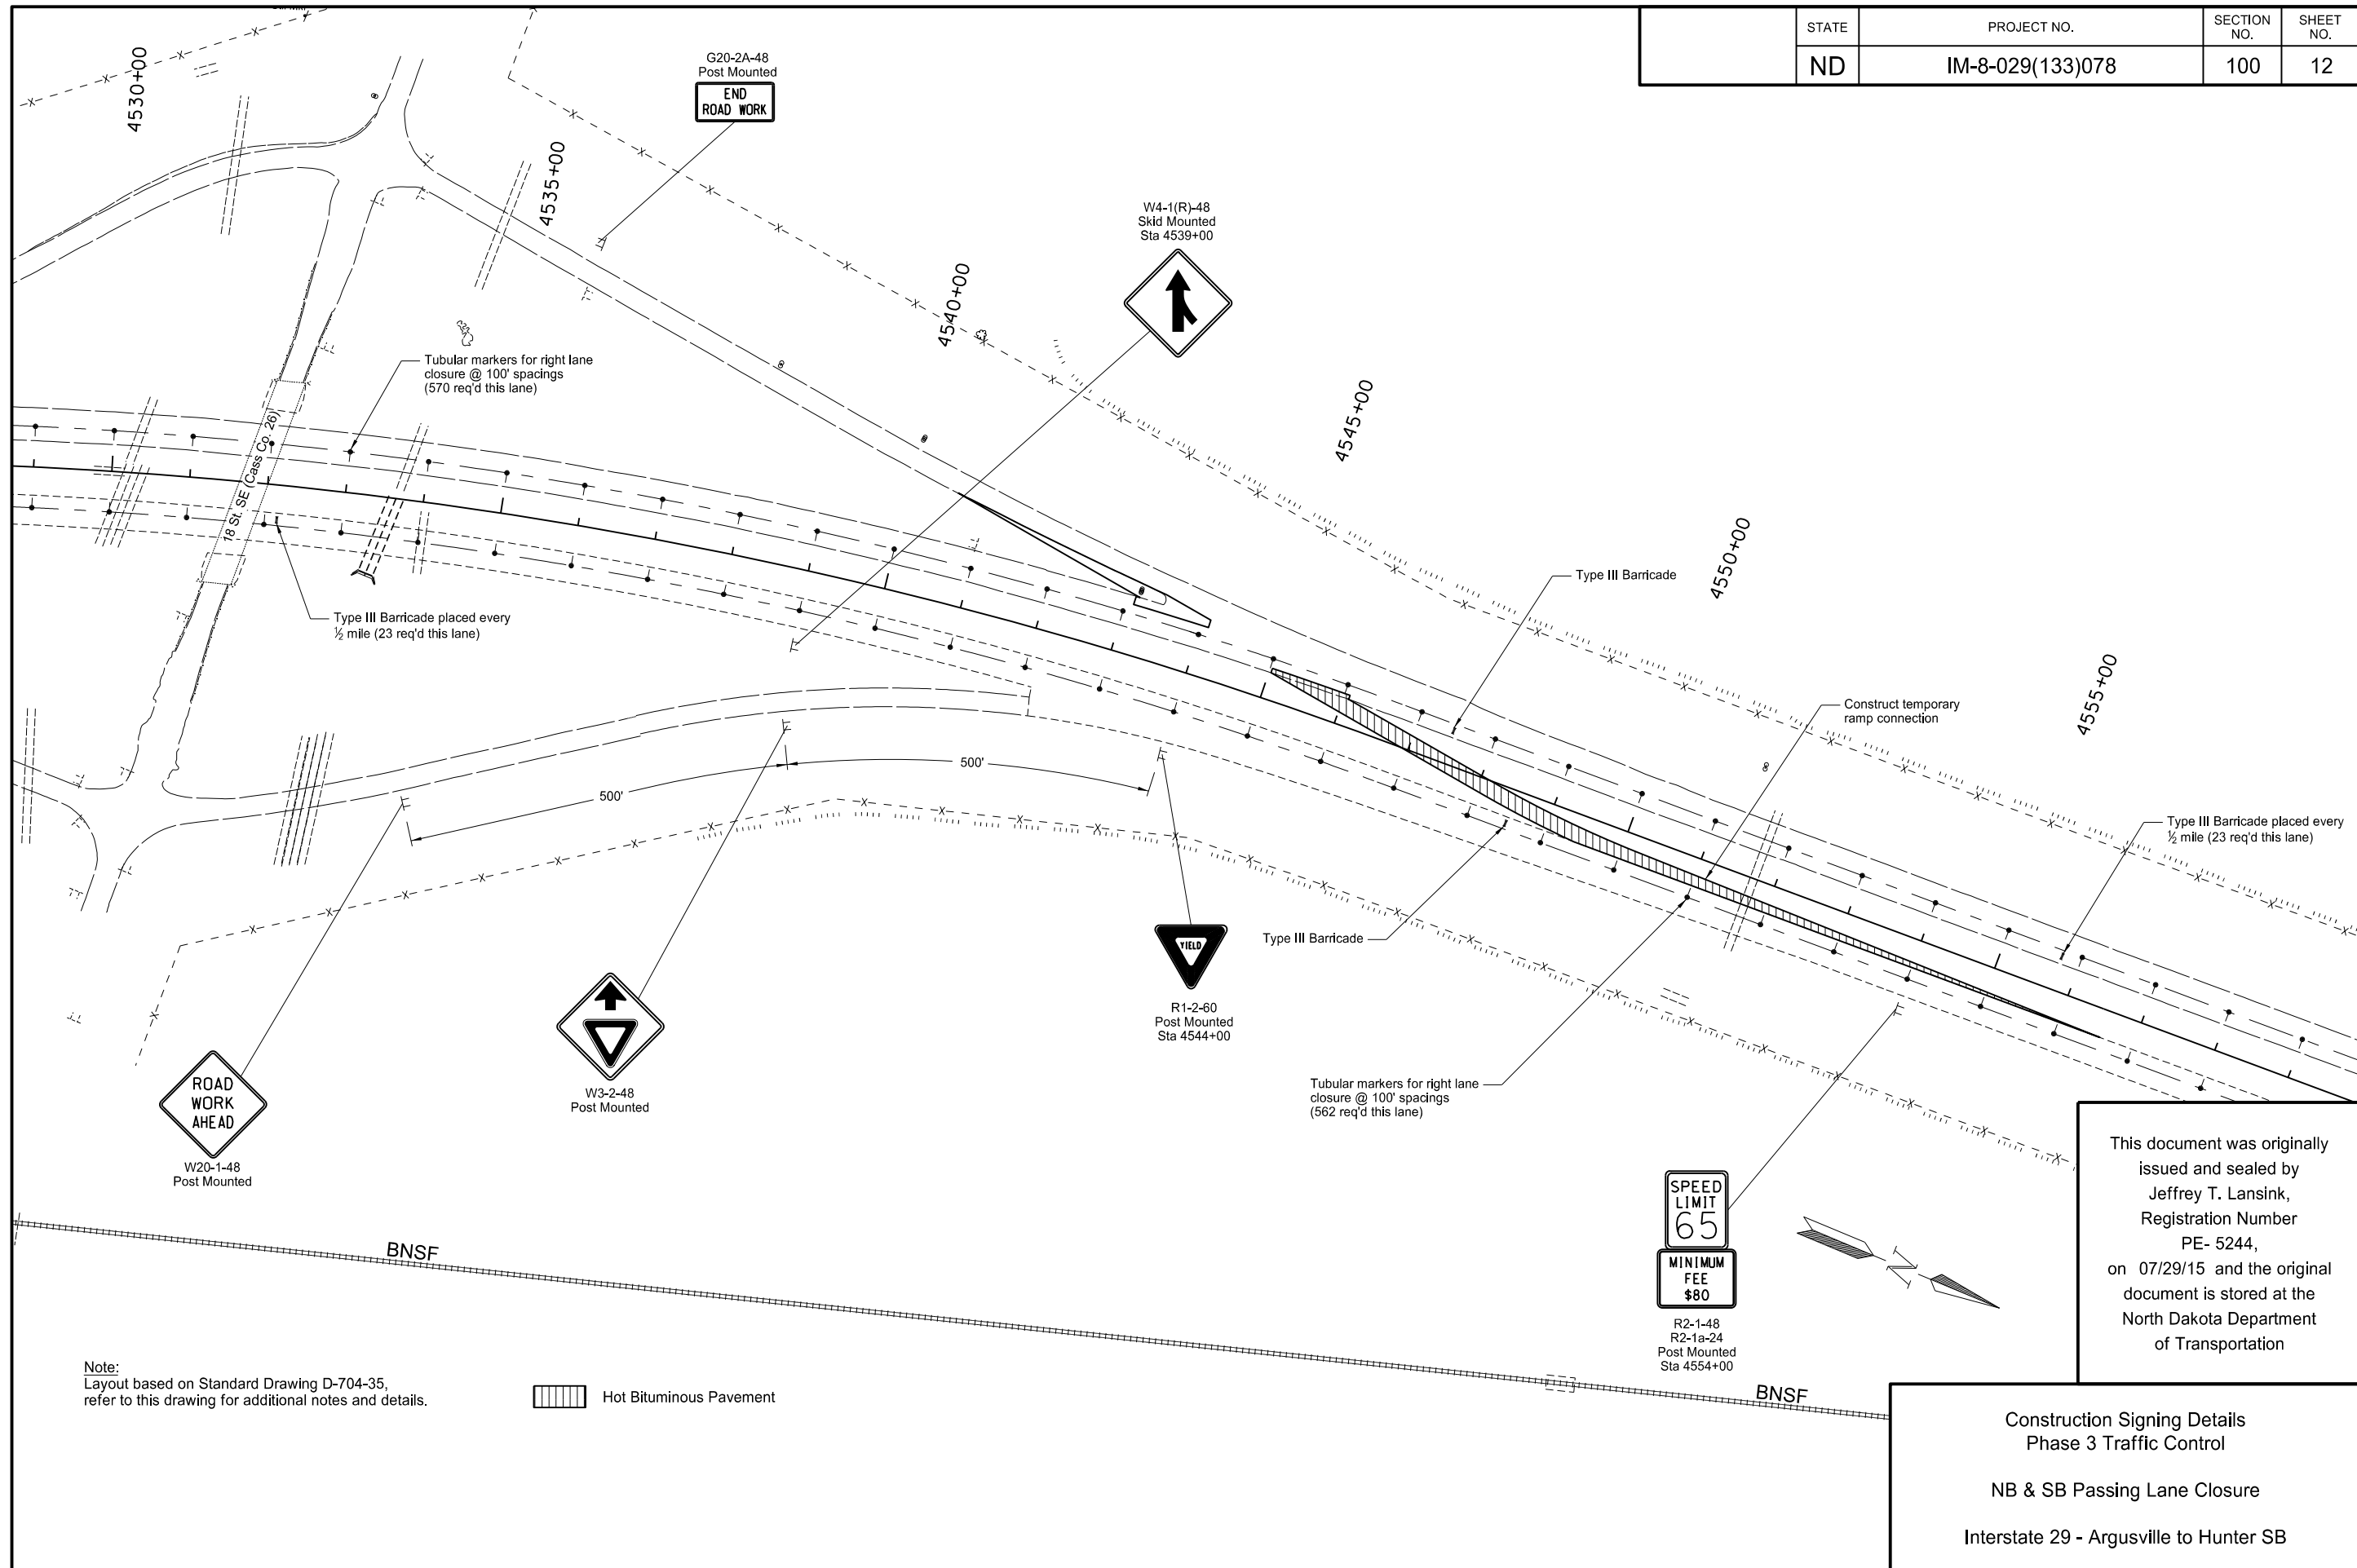 STATE
PROJECT NO.
SECTION NO.
SHEET NO.
ND
IM-8-029(133)078
100
12
4530+00
4535+00
4540+00
4545+00
4550+00
4555+00
G20-2A-48
Post Mounted
END
ROAD WORK
W4-1(R)-48
Skid Mounted
Sta 4539+00
Tubular markers for right lane
closure @ 100' spacings
(570 req'd this lane)
18 St. SE (Cass Co. 26)
Type III Barricade placed every
½ mile (23 req'd this lane)
Type III Barricade
Construct temporary
ramp connection
Type III Barricade placed every
½ mile (23 req'd this lane)
500'
500'
Type III Barricade
YIELD
R1-2-60
Post Mounted
Sta 4544+00
W3-2-48
Post Mounted
ROAD
WORK
AHEAD
W20-1-48
Post Mounted
Tubular markers for right lane
closure @ 100' spacings
(562 req'd this lane)
SPEED
LIMIT
65
MINIMUM
FEE
$80
R2-1-48
R2-1a-24
Post Mounted
Sta 4554+00
N
BNSF
BNSF
This document was originally
issued and sealed by
Jeffrey T. Lansink,
Registration Number
PE- 5244,
on 07/29/15 and the original
document is stored at the
North Dakota Department
of Transportation
Note:
Layout based on Standard Drawing D-704-35,
refer to this drawing for additional notes and details.
Hot Bituminous Pavement
Construction Signing Details
Phase 3 Traffic Control
NB & SB Passing Lane Closure
Interstate 29 - Argusville to Hunter SB